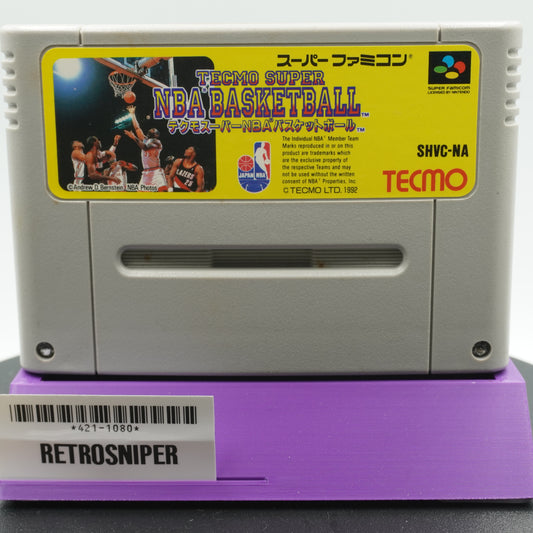 スーパーファミコン®
TECMO SUPER
NBA BASKETBALL™
テクモスーパーNBAバスケットボール™
SUPER FAMICOM
LICENSED BY NINTENDO
The Individual NBA Member Team
Marks reproduced in or on this
product are trademarks which
are the exclusive property of
the respective Teams and may
not be used without the written
consent of NBA Properties, Inc.
SHVC-NA
JAPAN NBA
©Andrew D. Bernstein/NBA Photos
© TECMO LTD. 1992
TECMO
*421-1080*
RETROSNIPER